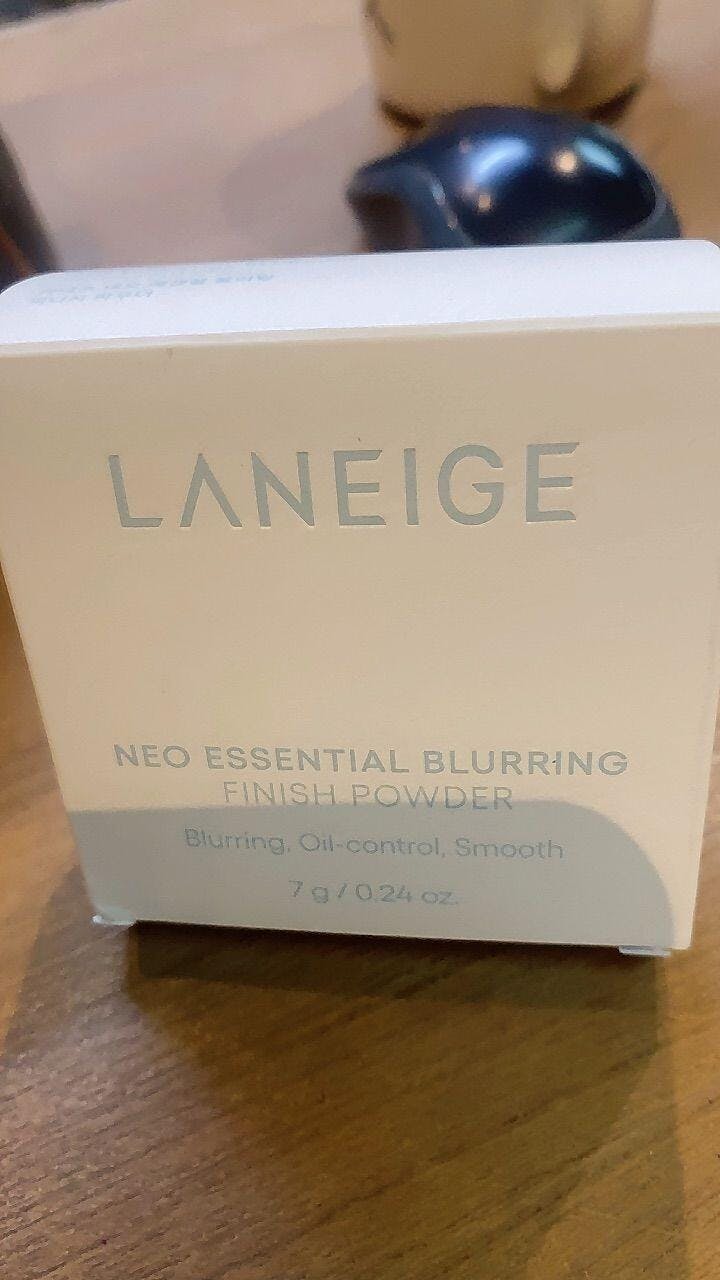 LANEIGE
NEO ESSENTIAL BLURRING
FINISH POWDER
Blurring, Oil-control, Smooth
7 g / 0.24 oz.